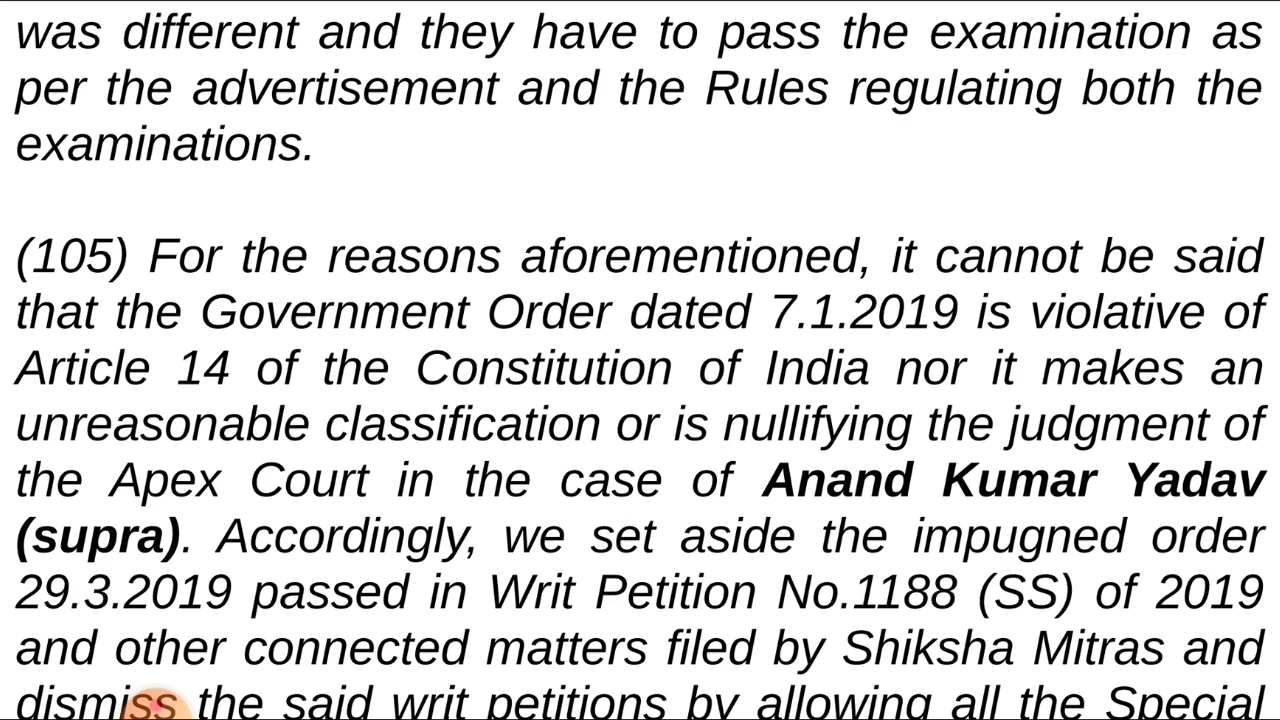 was different and they have to pass the examination as
per the advertisement and the Rules regulating both the
examinations.
(105) For the reasons aforementioned, it cannot be said
that the Government Order dated 7.1.2019 is violative of
Article 14 of the Constitution of India nor it makes an
unreasonable classification or is nullifying the judgment of
the Apex Court in the case of Anand Kumar Yadav
(supra). Accordingly, we set aside the impugned order
29.3.2019 passed in Writ Petition No.1188 (SS) of 2019
and other connected matters filed by Shiksha Mitras and
dismiss the said writ petitions by allowing all the Special